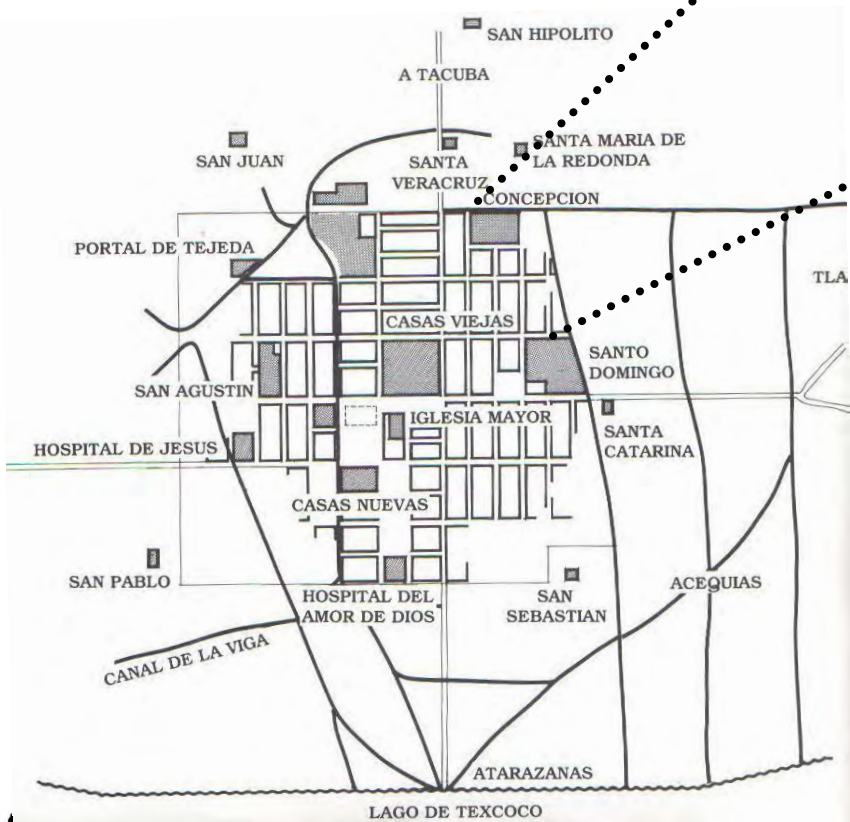 SAN HIPOLITO
A TACUBA
SAN JUAN
SANTA
VERACRUZ
SANTA MARIA DE
LA REDONDA
CONCEPCION
PORTAL DE TEJEDA
TLA
CASAS VIEJAS
SANTO
DOMINGO
SAN AGUSTIN
IGLESIA MAYOR
SANTA
CATARINA
HOSPITAL DE JESUS
CASAS NUEVAS
SAN PABLO
HOSPITAL DEL
AMOR DE DIOS
SAN
SEBASTIAN
ACEQUIAS
CANAL DE LA VIGA
ATARAZANAS
LAGO DE TEXCOCO